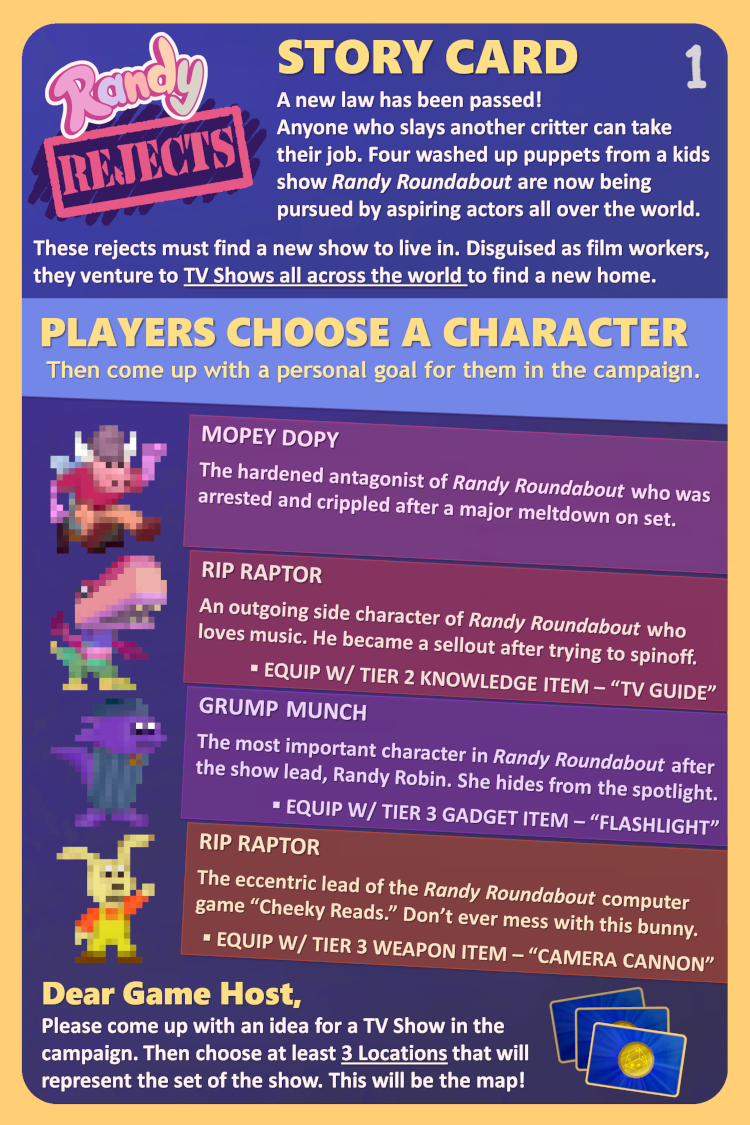 Randy
REJECTS
STORY CARD
1
A new law has been passed!
Anyone who slays another critter can take
their job. Four washed up puppets from a kids
show Randy Roundabout are now being
pursued by aspiring actors all over the world.
These rejects must find a new show to live in. Disguised as film workers,
they venture to TV Shows all across the world to find a new home.
PLAYERS CHOOSE A CHARACTER
Then come up with a personal goal for them in the campaign.
MOPEY DOPY
The hardened antagonist of Randy Roundabout who was
arrested and crippled after a major meltdown on set.
RIP RAPTOR
An outgoing side character of Randy Roundabout who
loves music. He became a sellout after trying to spinoff.
▪ EQUIP W/ TIER 2 KNOWLEDGE ITEM – “TV GUIDE”
GRUMP MUNCH
The most important character in Randy Roundabout after
the show lead, Randy Robin. She hides from the spotlight.
▪ EQUIP W/ TIER 3 GADGET ITEM – “FLASHLIGHT”
RIP RAPTOR
The eccentric lead of the Randy Roundabout computer
game “Cheeky Reads.” Don’t ever mess with this bunny.
▪ EQUIP W/ TIER 3 WEAPON ITEM – “CAMERA CANNON”
Dear Game Host,
Please come up with an idea for a TV Show in the
campaign. Then choose at least 3 Locations that will
represent the set of the show. This will be the map!